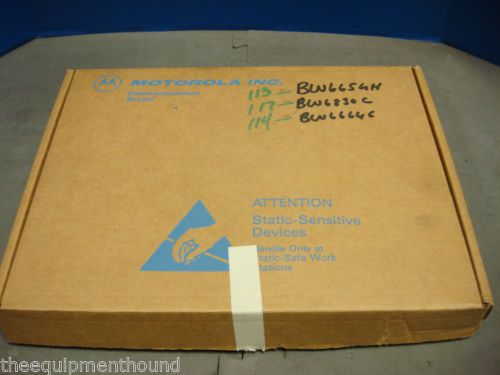 MOTOROLA INC.
Communications
Sector
113 - BLN6654H
117 - BLN6830C
114 - BLN6664C
ATTENTION
Static-Sensitive
Devices
Handle Only at
Static-Safe Work
Stations
theequipmenthound